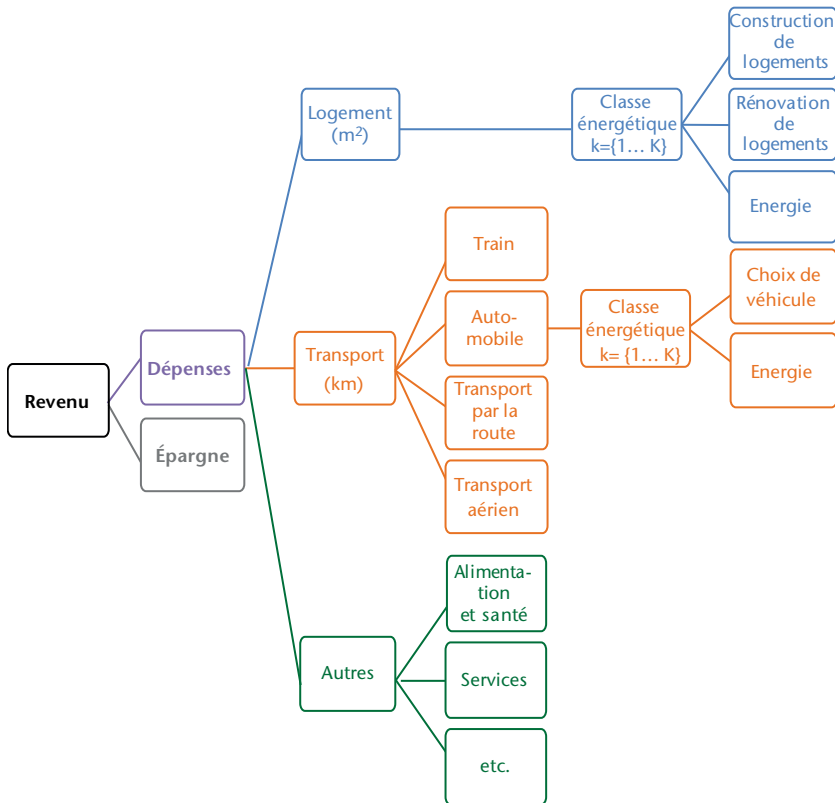 Construction
de
logements
Logement
(m²)
Classe
énergétique
k={1... K}
Rénovation
de
logements
Energie
Train
Choix de
véhicule
Auto-
mobile
Classe
énergétique
k= {1... K}
Dépenses
Transport
(km)
Energie
Revenu
Transport
par la
route
Épargne
Transport
aérien
Alimenta-
tion
et santé
Autres
Services
etc.